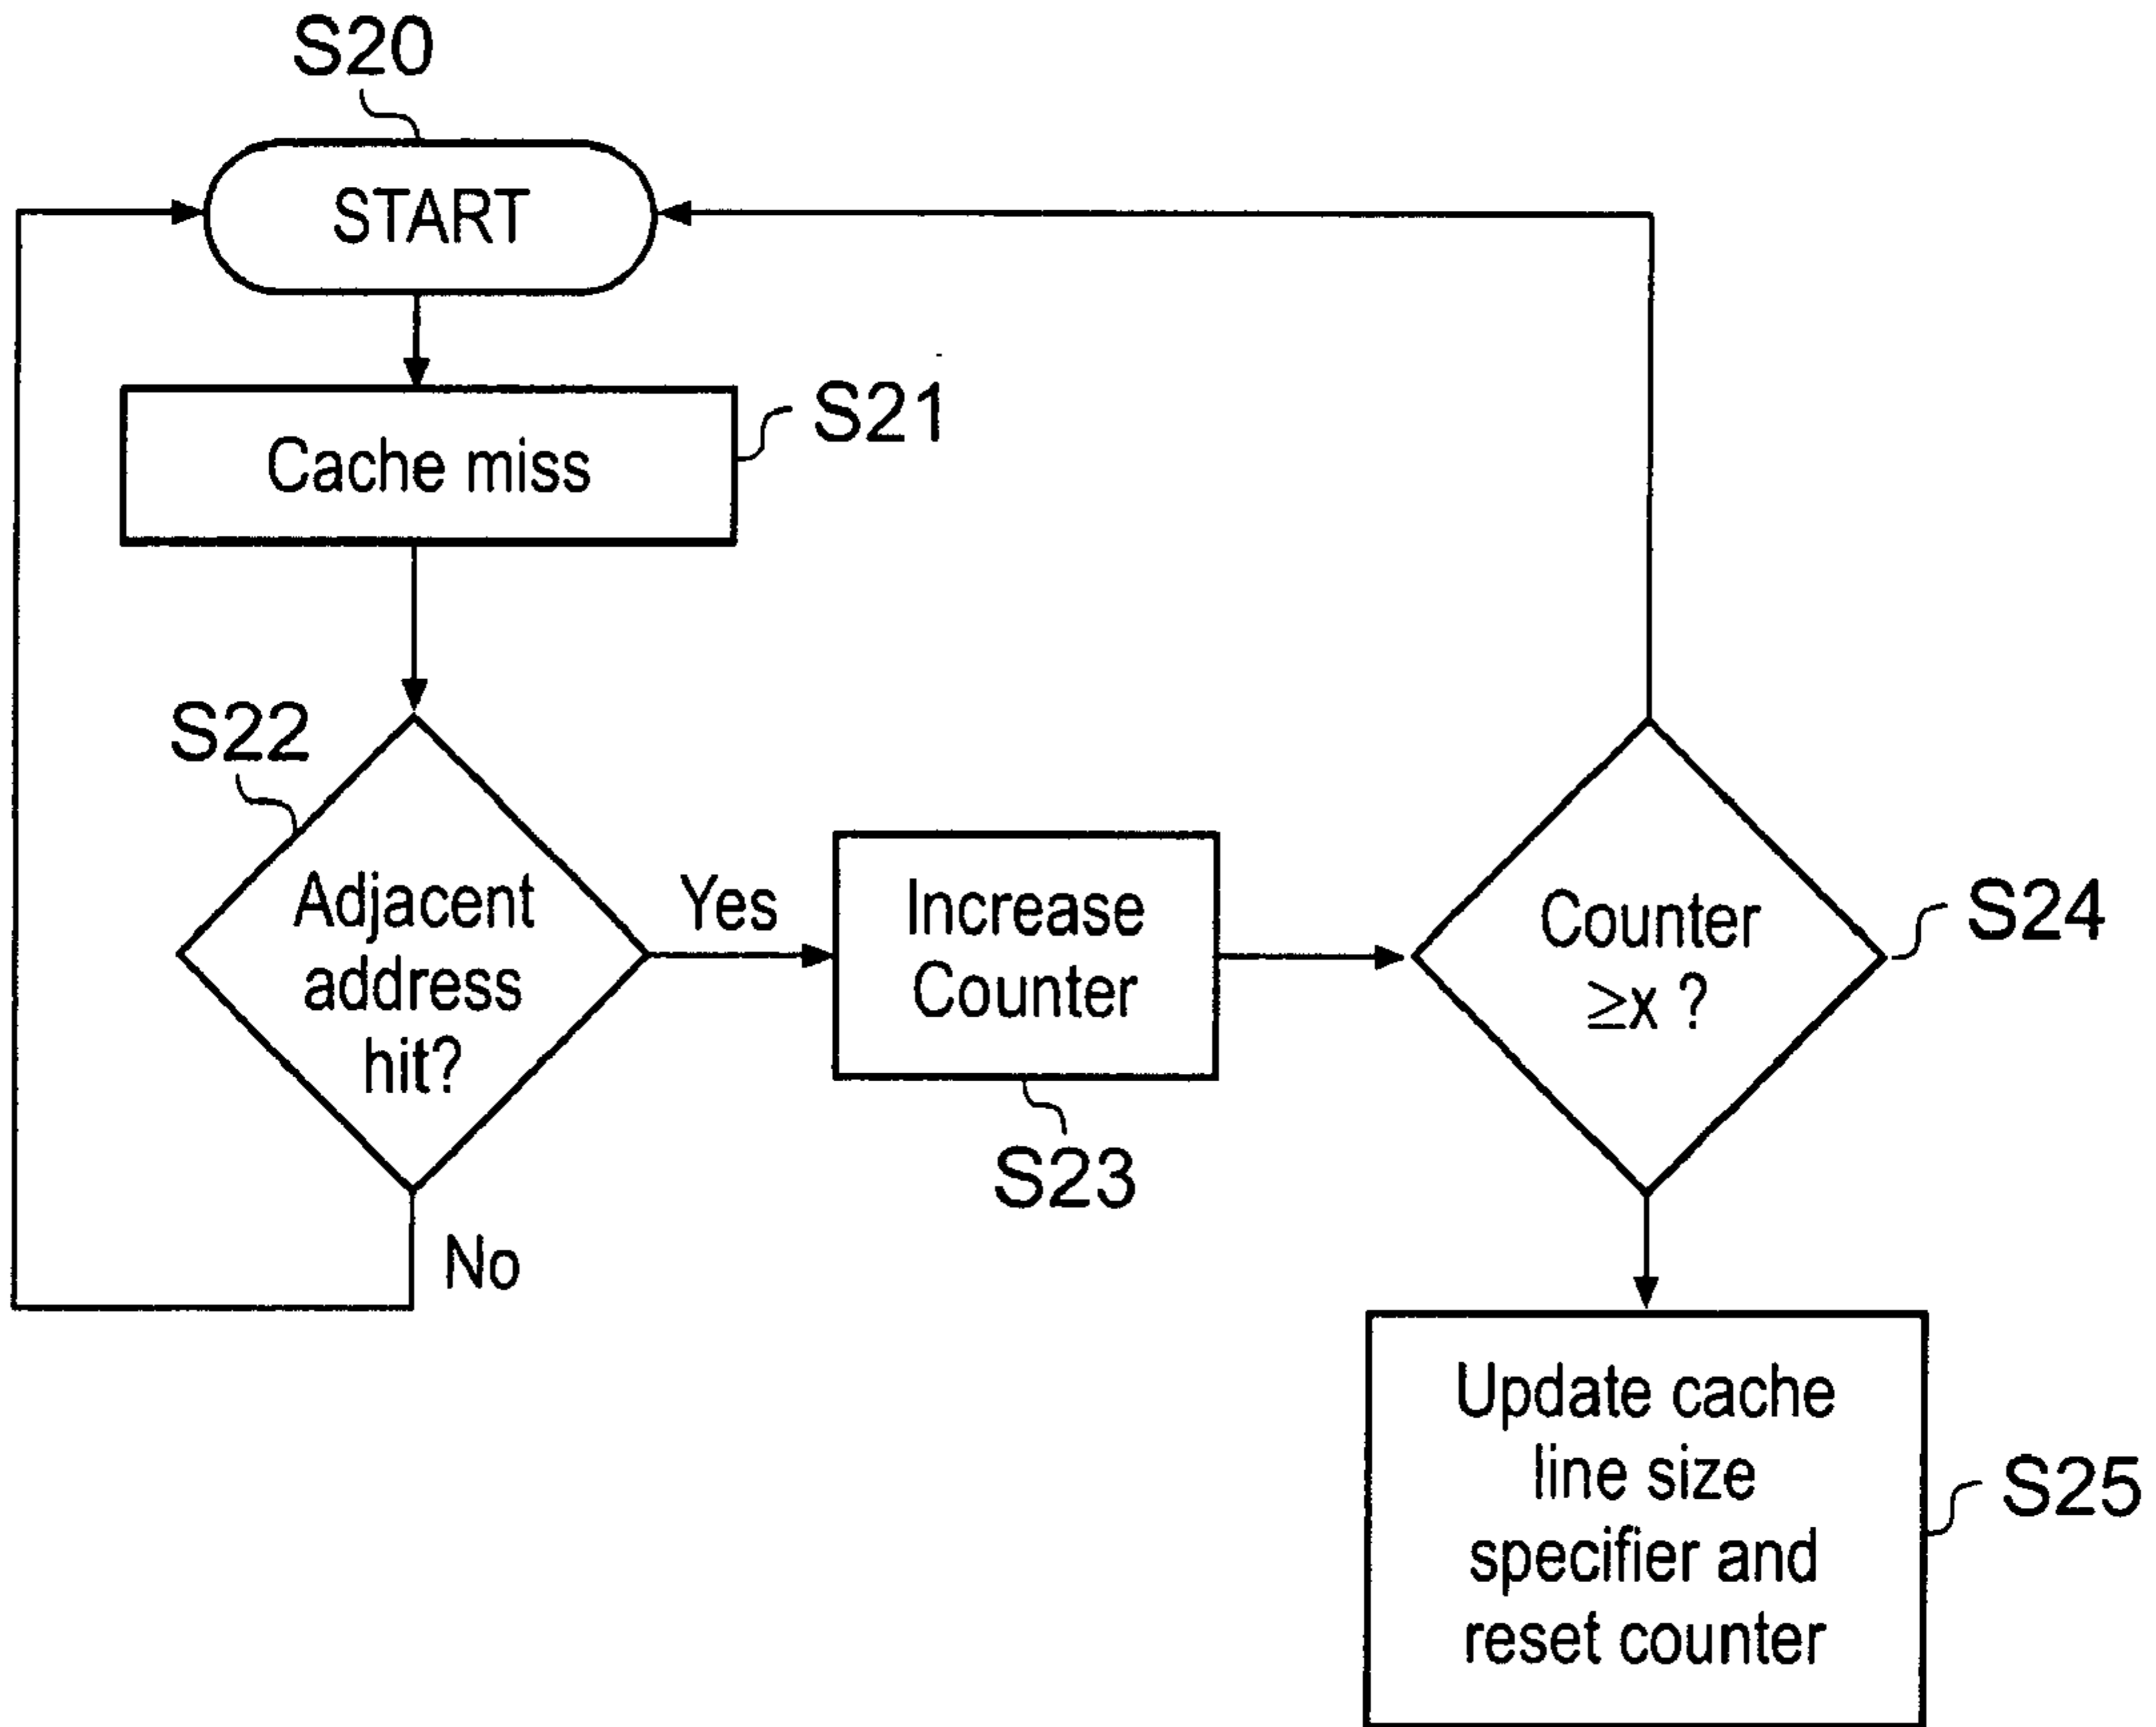 S20
START
Cache miss
S21
S22
Adjacent
address
hit?
Yes
No
Increase
Counter
S23
Counter
≥x ?
S24
Update cache
line size
specifier and
reset counter
S25